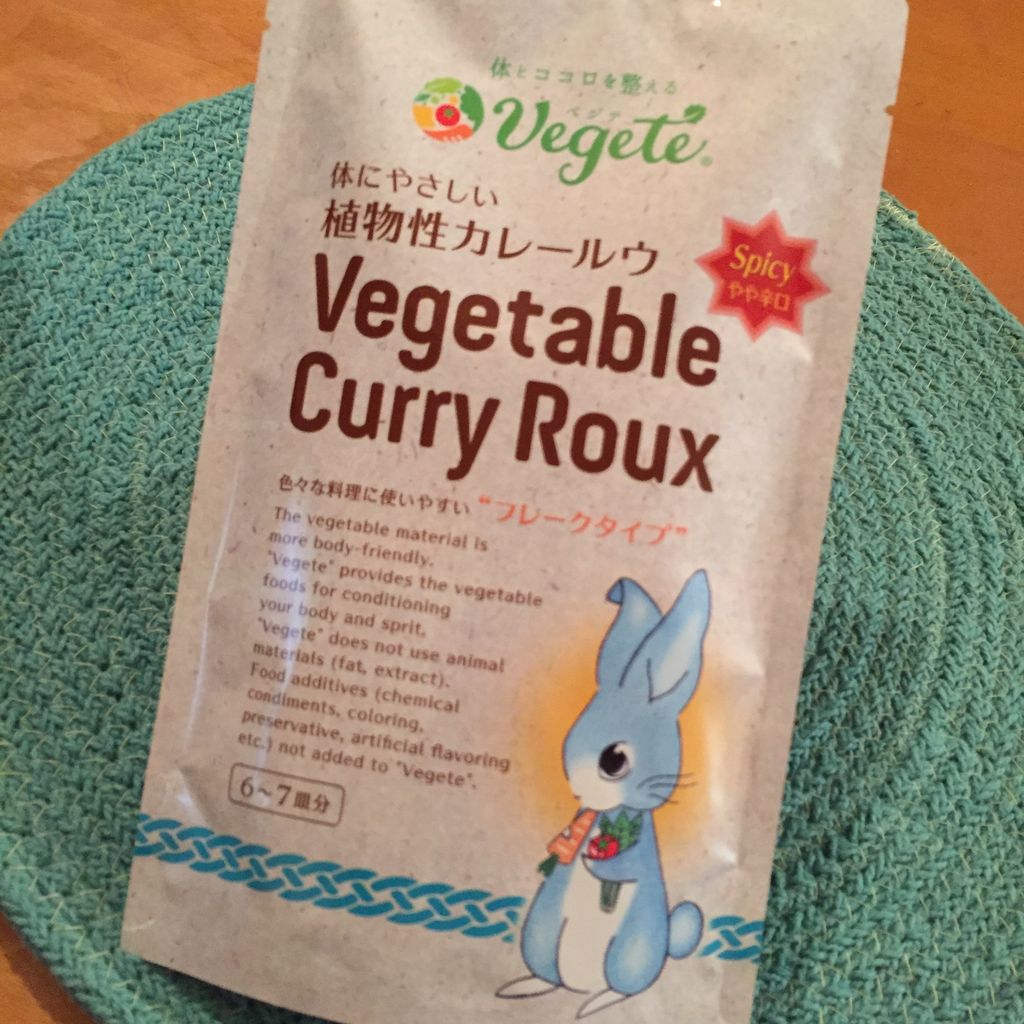 体とココロを整える
ベジテ
Vegete®
体にやさしい
植物性カレールウ
Spicy
やや辛口
Vegetable
Curry Roux
色々な料理に使いやすい “フレークタイプ”
The vegetable material is
more body-friendly.
"Vegete" provides the vegetable
foods for conditioning
your body and sprit.
"Vegete" does not use animal
materials (fat, extract).
Food additives (chemical
condiments, coloring,
preservative, artificial flavoring
etc.) not added to "Vegete".
6~7皿分